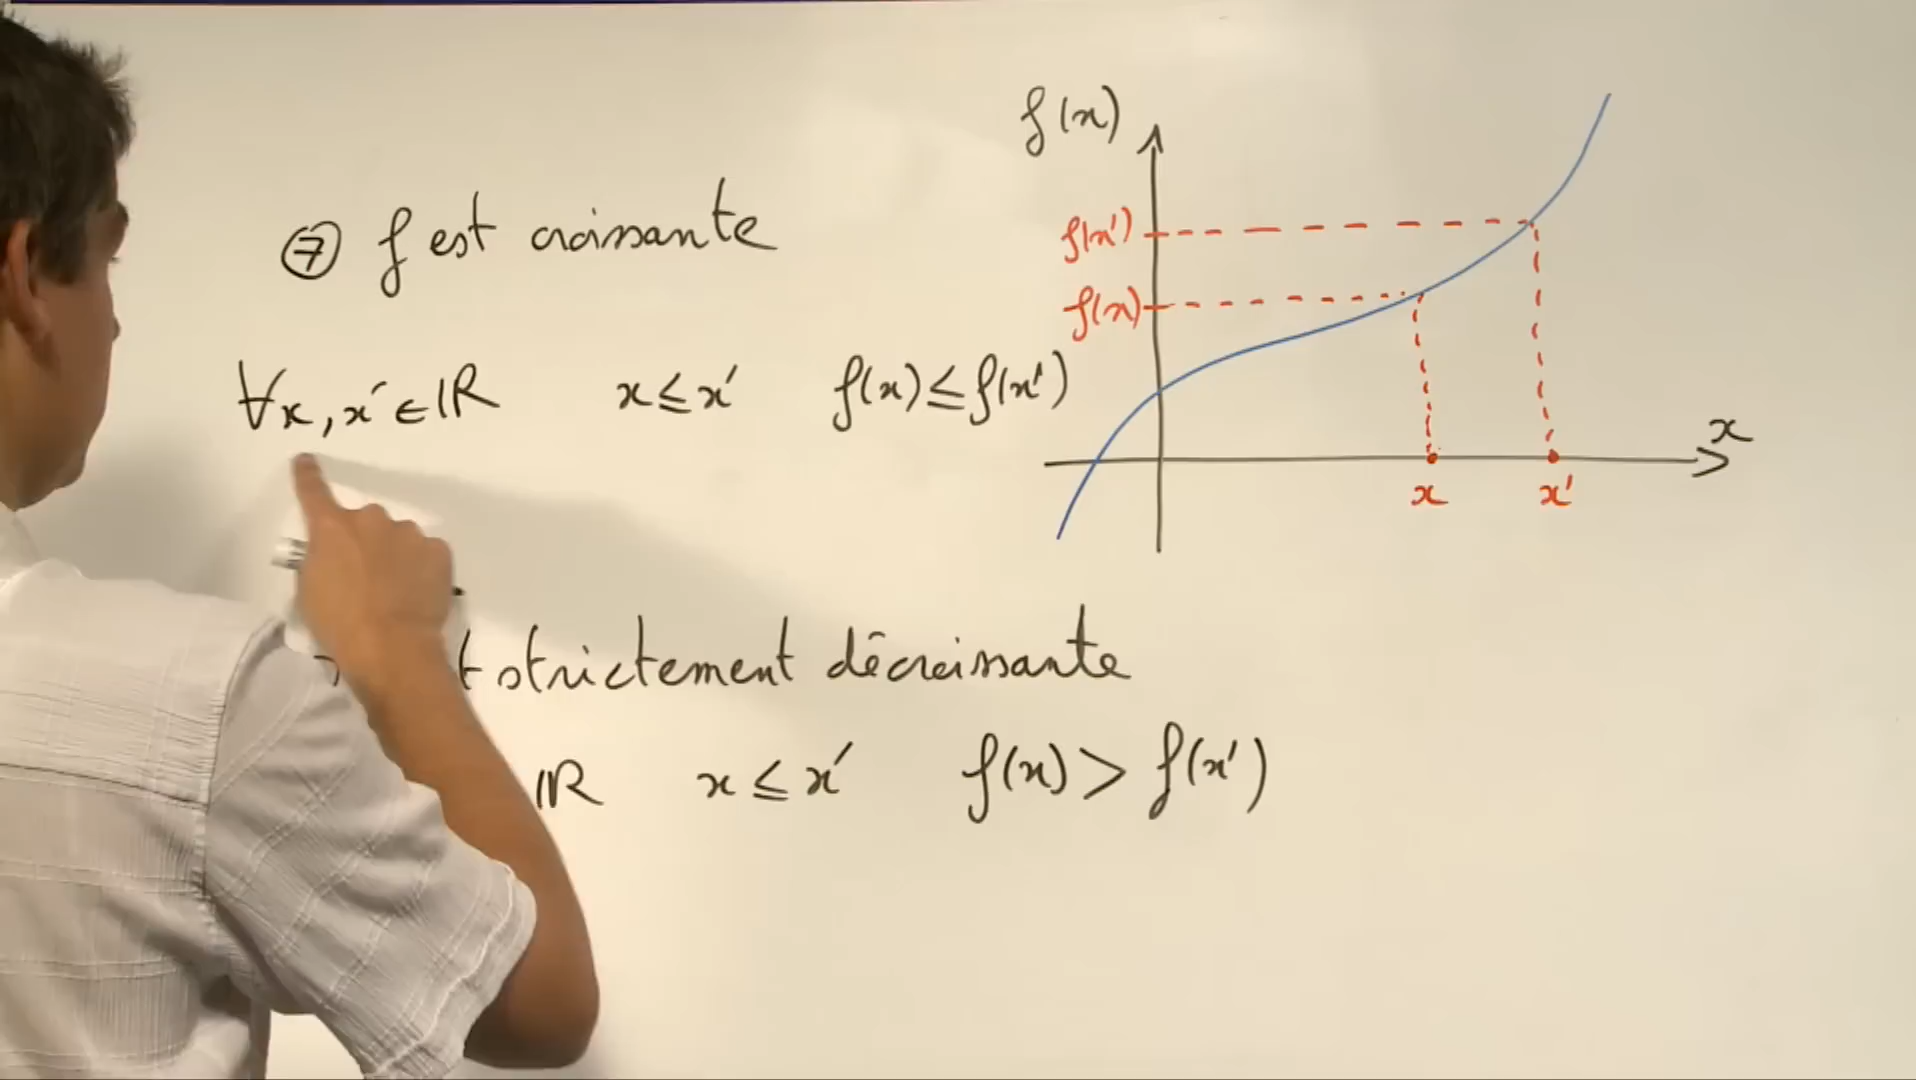 ⑦ f est croissante
∀x, x' ∈ ℝ x ≤ x' f(x) ≤ f(x')
strictement décroissante
ℝ x ≤ x' f(x) > f(x')
f(x)
f(x')
f(x)
x
x x'